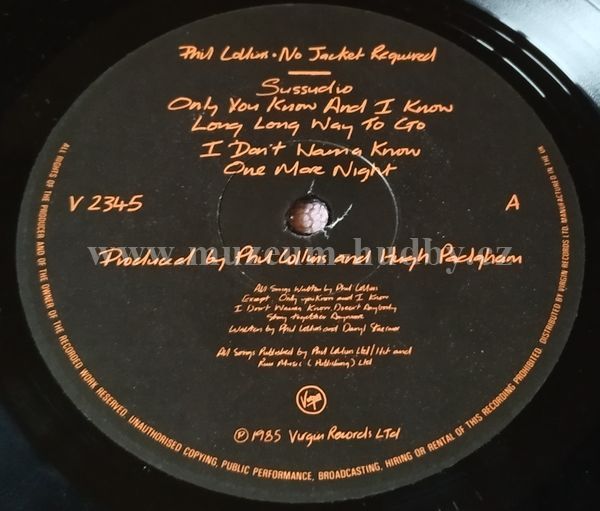 Phil Collins • No Jacket Required
Sussudio
Only You Know And I Know
Long Long Way To Go
I Don't Wanna Know
One More Night
V 2345
A
www.muzeum-hudby.cz
Produced by Phil Collins and Hugh Padgham
All Songs Written by Phil Collins
Except. Only you Know and I Know
I Don't Wanna Know, Doesn't Anybody
Stay together Anymore
Written by Phil Collins and Daryl Stuermer
All Songs Published by Phil Collins Ltd/Hit and
Run Music (Publishing) Ltd
Virgin
℗ 1985 Virgin Records LTD
ALL RIGHTS OF THE PRODUCER AND OF THE OWNER OF THE RECORDED WORK RESERVED. UNAUTHORISED COPYING, PUBLIC PERFORMANCE, BROADCASTING, HIRING OR RENTAL OF THIS RECORDING PROHIBITED. DISTRIBUTED BY VIRGIN RECORDS LTD. MANUFACTURED IN THE UK